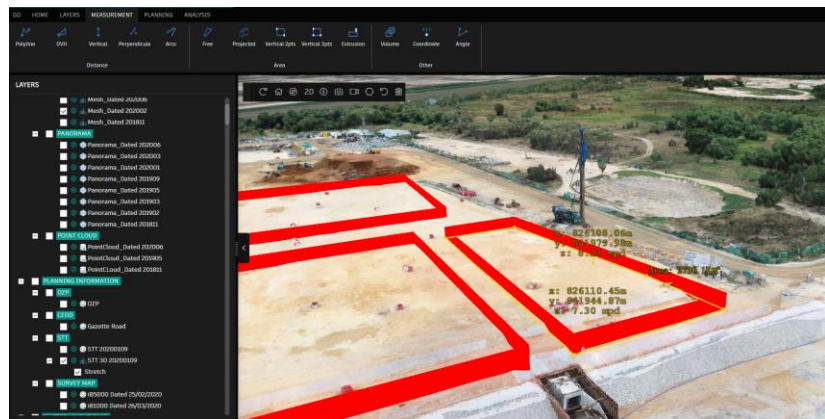 GO HOME LAYERS MEASUREMENT PLANNING ANALYSIS
Polyline DVH Vertical Perpendicula Arcs Free Projected Vertical 2pts Vertical 3pts Extrusion Volume Coordinate Angle
Distance Area Other
LAYERS
2D
Mesh_Dated 202006
Mesh_Dated 202002
Mesh_Dated 201811
PANORAMA
Panorama_Dated 202006
Panorama_Dated 202003
Panorama_Dated 202001
Panorama_Dated 201909
Panorama_Dated 201905
Panorama_Dated 201903
Panorama_Dated 201902
Panorama_Dated 201811
POINT CLOUD
PointCloud_Dated 202006
PointCloud_Dated 201905
PointCloud_Dated 201811
PLANNING INFORMATION
OZP
OZP
CEDD
Gazette Road
STT
STT 20200109
STT 3D 20200109
Stretch
SURVEY MAP
iB5000 Dated 25/02/2020
iB1000 Dated 26/03/2020
x: 826108.06m
x: 826110.45m
z: 7.30 mpd